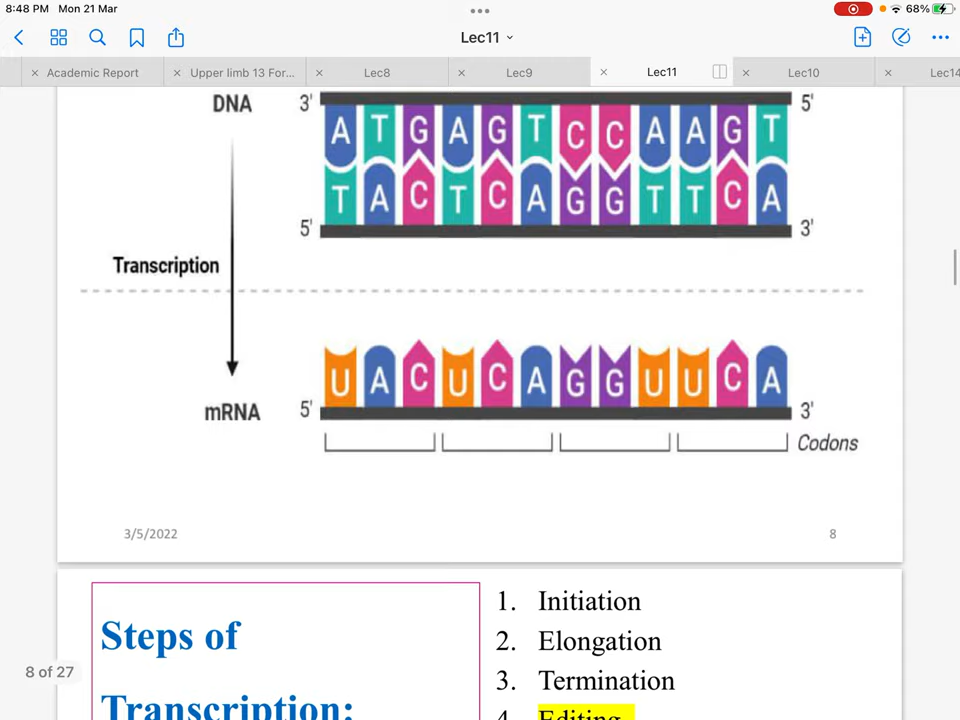 8:48 PM Mon 21 Mar
68%
Lec11
Academic Report
Upper limb 13 For...
Lec8
Lec9
Lec11
Lec10
Lec14
DNA 3' 5'
A T G A G T C C A A G T
T A C T C A G G T T C A
5' 3'
Transcription
U A C U C A G G U U C A
mRNA 5' 3'
Codons
3/5/2022 8
Steps of
Transcription:
1. Initiation
2. Elongation
3. Termination
4. Editing
8 of 27